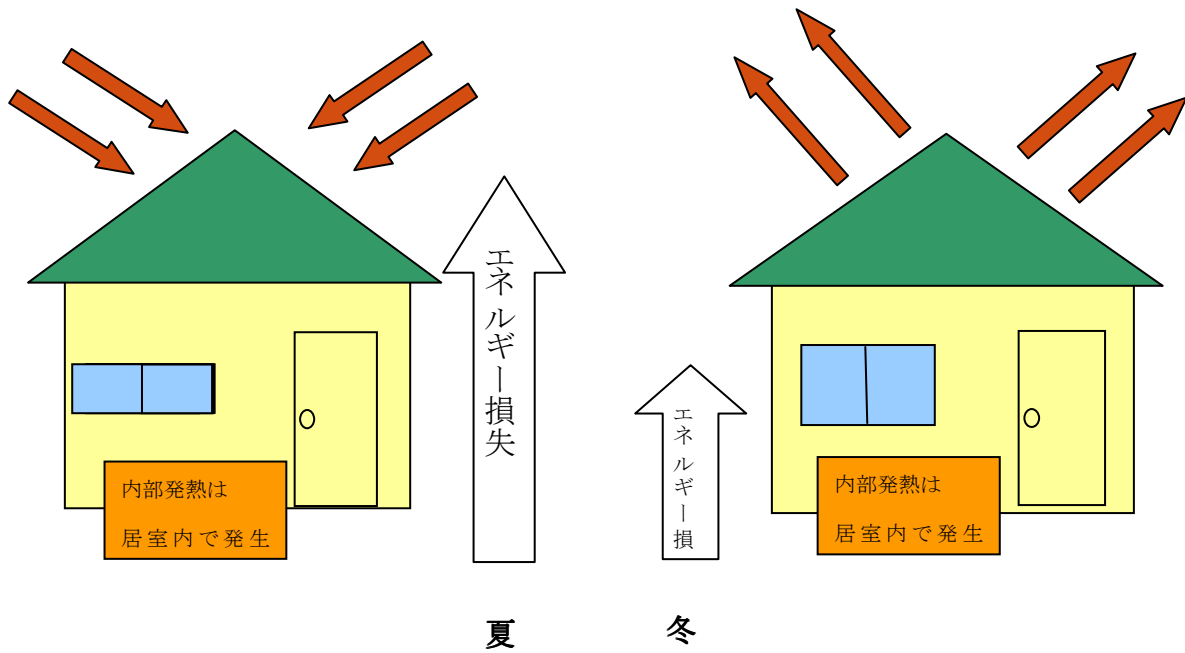 エネルギー損失
エネルギー損
内部発熱は
居室内で発生
内部発熱は
居室内で発生
夏
冬